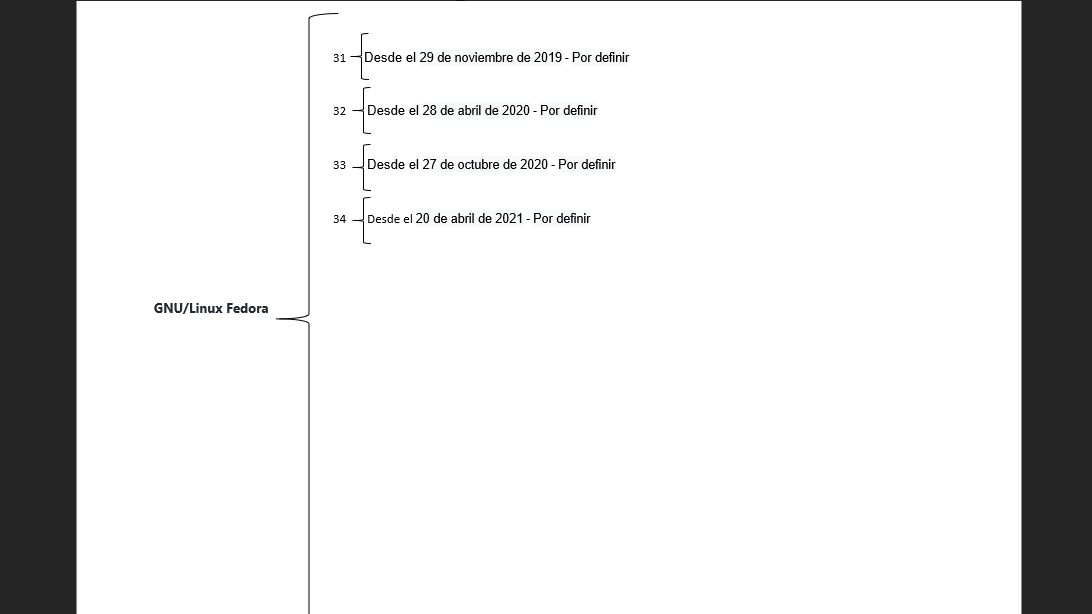 31 Desde el 29 de noviembre de 2019 - Por definir
32 Desde el 28 de abril de 2020 - Por definir
33 Desde el 27 de octubre de 2020 - Por definir
34 Desde el 20 de abril de 2021 - Por definir
GNU/Linux Fedora